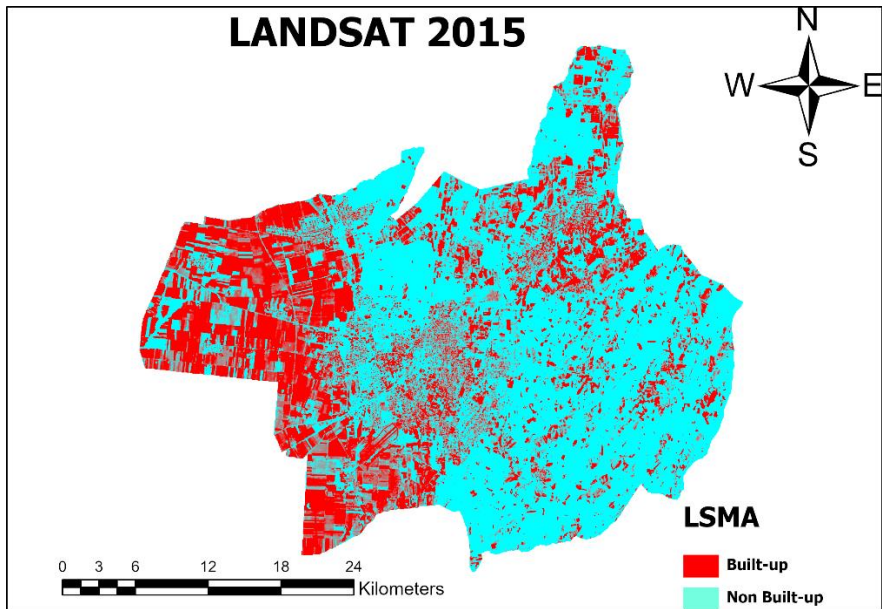 LANDSAT 2015
N
W E
S
LSMA
Built-up
Non Built-up
0 3 6 12 18 24
Kilometers